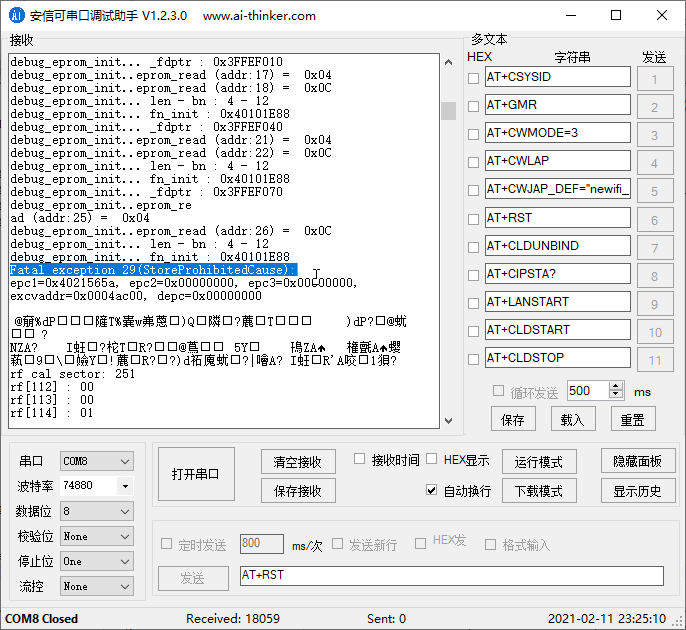 安信可串口调试助手 V1.2.3.0 www.ai-thinker.com
接收
debug_eprom_init... _fdptr : 0x3FFEF010
debug_eprom_init..eprom_read (addr:17) = 0x04
debug_eprom_init..eprom_read (addr:18) = 0x0C
debug_eprom_init... len - bn : 4 - 12
debug_eprom_init... fn_init : 0x40101E88
debug_eprom_init... _fdptr : 0x3FFEF040
debug_eprom_init..eprom_read (addr:21) = 0x04
debug_eprom_init..eprom_read (addr:22) = 0x0C
debug_eprom_init... len - bn : 4 - 12
debug_eprom_init... fn_init : 0x40101E88
debug_eprom_init... _fdptr : 0x3FFEF070
debug_eprom_init..eprom_re
ad (addr:25) = 0x04
debug_eprom_init..eprom_read (addr:26) = 0x0C
debug_eprom_init... len - bn : 4 - 12
debug_eprom_init... fn_init : 0x40101E88
Fatal exception 29(StoreProhibitedCause):
epc1=0x4021565a, epc2=0x00000000, epc3=0x00000000,
excvaddr=0x0004ac00, depc=0x00000000
rf cal sector: 251
rf[112] : 00
rf[113] : 00
rf[114] : 01
多文本
HEX 字符串 发送
AT+CSYSID 1
AT+GMR 2
AT+CWMODE=3 3
AT+CWLAP 4
AT+CWJAP_DEF="newifi_ 5
AT+RST 6
AT+CLDUNBIND 7
AT+CIPSTA? 8
AT+LANSTART 9
AT+CLDSTART 10
AT+CLDSTOP 11
循环发送 500 ms
保存 载入 重置
串口 COM8
波特率 74880
数据位 8
校验位 None
停止位 One
流控 None
打开串口
清空接收 接收时间 HEX显示 运行模式 隐藏面板
保存接收 自动换行 下载模式 显示历史
定时发送 800 ms/次 发送新行 HEX发 格式输入
发送 AT+RST
COM8 Closed Received: 18059 Sent: 0 2021-02-11 23:25:10